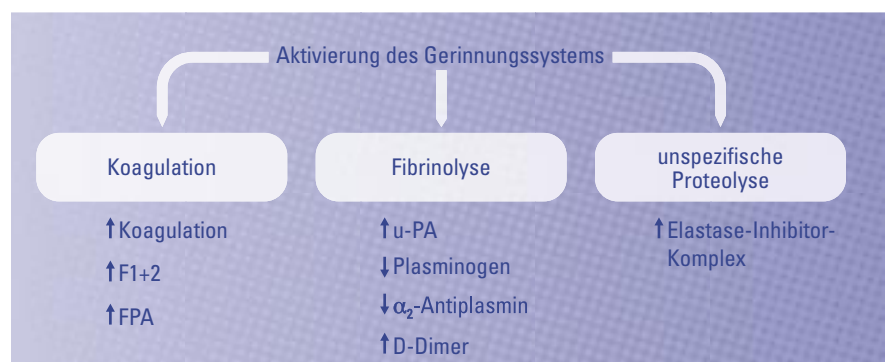 Aktivierung des Gerinnungssystems
Koagulation
↑Koagulation
↑F1+2
↑FPA
Fibrinolyse
↑u-PA
↓Plasminogen
↓α₂-Antiplasmin
↑D-Dimer
unspezifische
Proteolyse
↑Elastase-Inhibitor-
Komplex